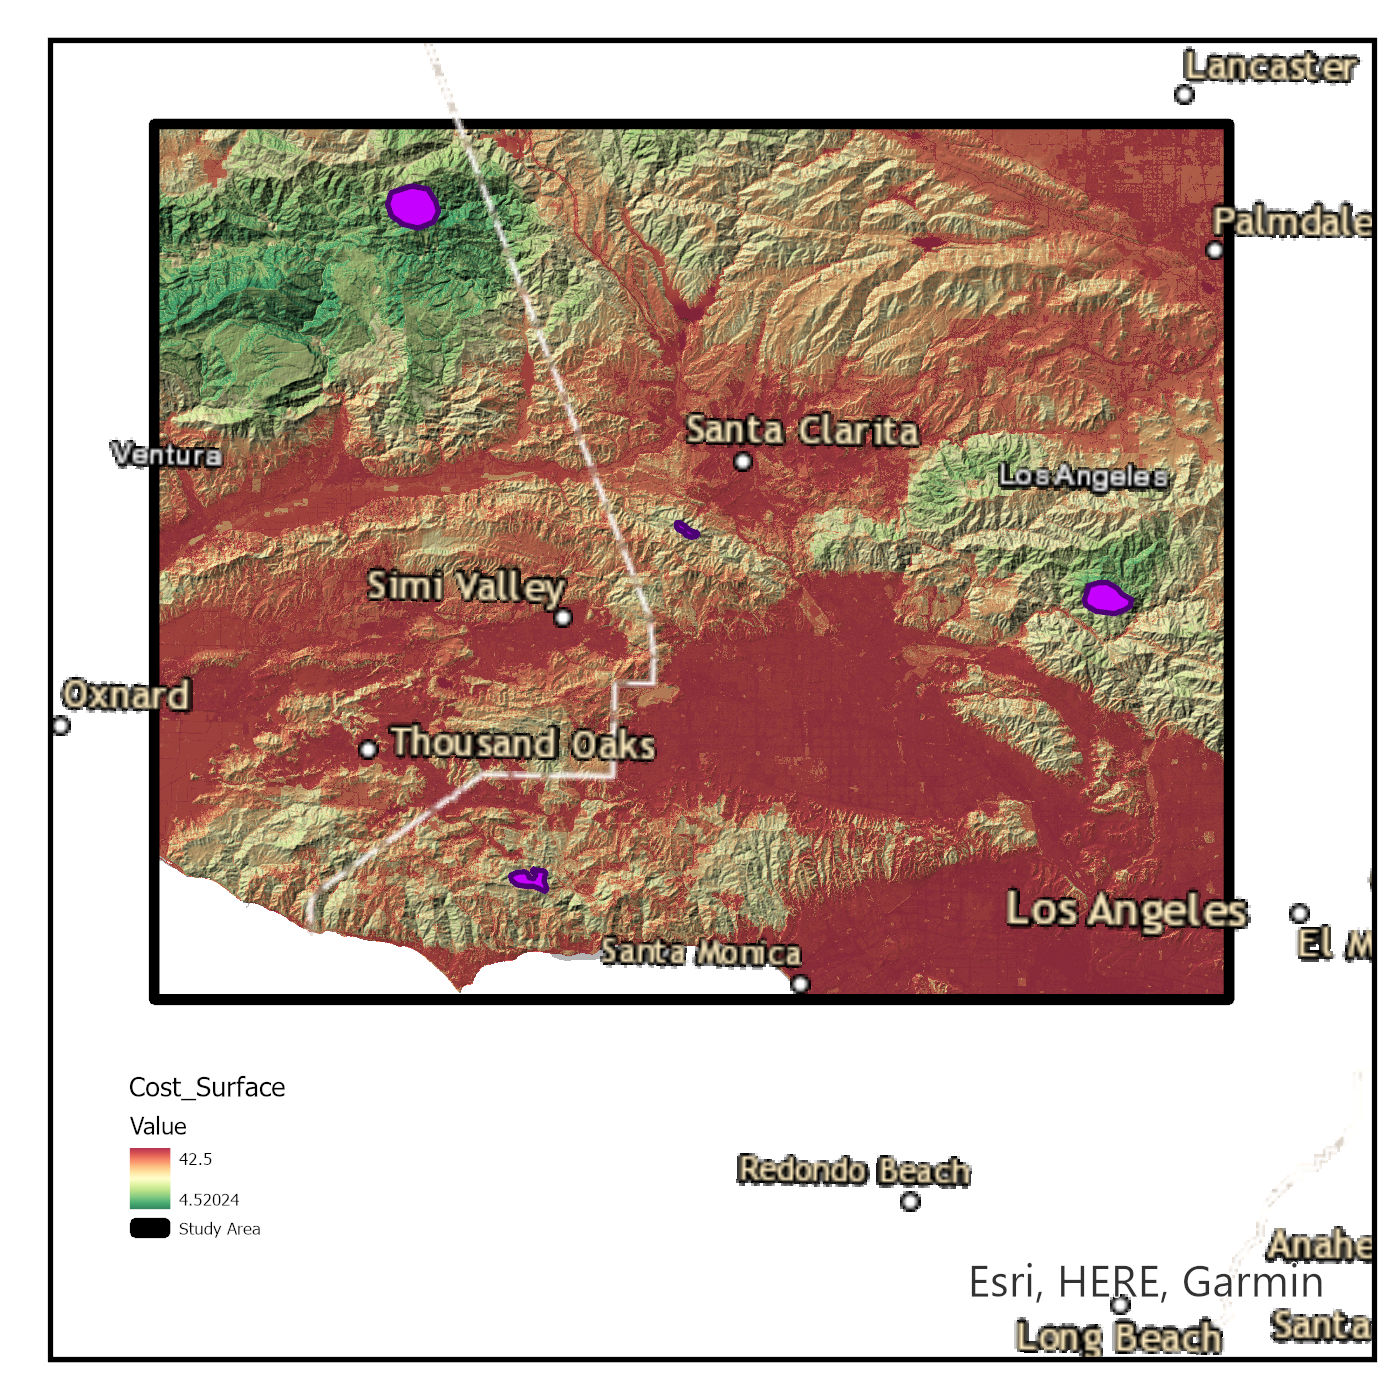 Lancaster
Palmdale
Santa Clarita
Ventura
Los Angeles
Simi Valley
Oxnard
Thousand Oaks
Los Angeles
El M
Santa Monica
Cost_Surface
Value
42.5
4.52024
Study Area
Redondo Beach
Anahe
Esri, HERE, Garmin
Long Beach
Santa